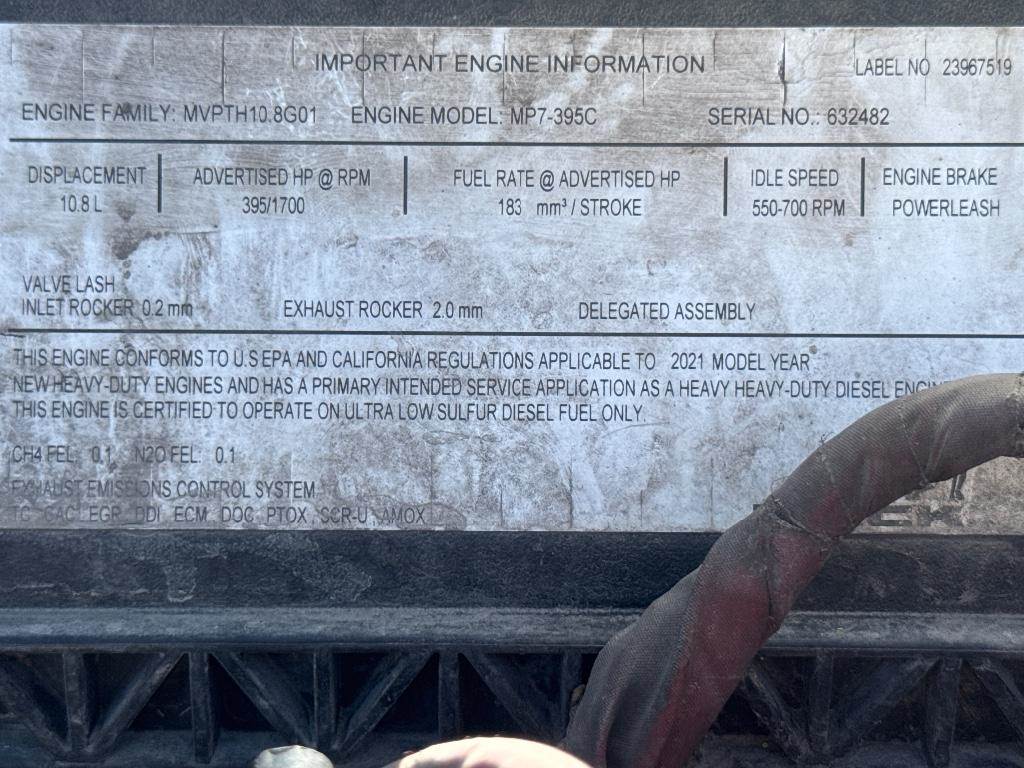 IMPORTANT ENGINE INFORMATION LABEL NO 23967519
ENGINE FAMILY: MVPTH10.8G01 ENGINE MODEL: MP7-395C SERIAL NO.: 632482
DISPLACEMENT ADVERTISED HP @ RPM FUEL RATE @ ADVERTISED HP IDLE SPEED ENGINE BRAKE
10.8 L 395/1700 183 mm³ / STROKE 550-700 RPM POWERLEASH
VALVE LASH
INLET ROCKER 0.2 mm EXHAUST ROCKER 2.0 mm DELEGATED ASSEMBLY
THIS ENGINE CONFORMS TO U.S EPA AND CALIFORNIA REGULATIONS APPLICABLE TO 2021 MODEL YEAR
NEW HEAVY-DUTY ENGINES AND HAS A PRIMARY INTENDED SERVICE APPLICATION AS A HEAVY HEAVY-DUTY DIESEL
THIS ENGINE IS CERTIFIED TO OPERATE ON ULTRA LOW SULFUR DIESEL FUEL ONLY.
CH4 FEL: 0.1 N2O FEL: 0.1
EXHAUST EMISSIONS CONTROL SYSTEM
TC CAC EGR DDI ECM DOC PTOX SCR-U AMOX